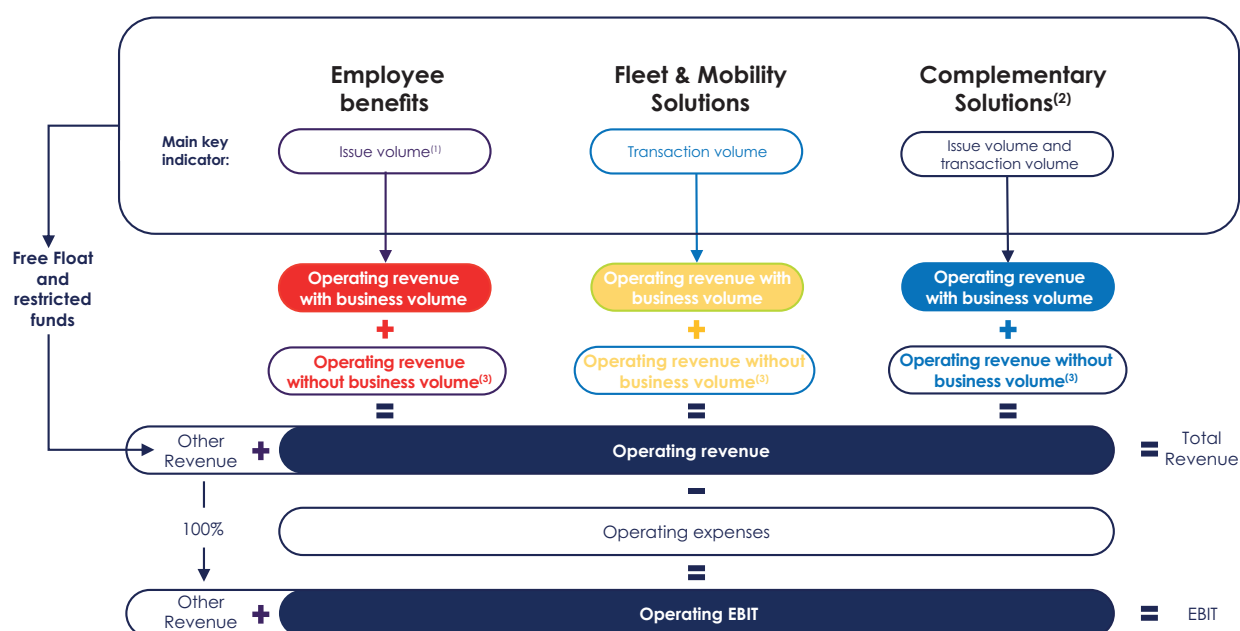 Employee
benefits
Fleet & Mobility
Solutions
Complementary
Solutions(2)
Main key
indicator:
Issue volume(1)
Transaction volume
Issue volume and
transaction volume
Free Float
and
restricted
funds
Operating revenue
with business volume
Operating revenue with
business volume
Operating revenue
with business volume
+
+
+
Operating revenue
without business volume(3)
Operating revenue without
business volume(3)
Operating revenue without
business volume(3)
=
=
=
Other
Revenue
+
Operating revenue
=
Total
Revenue
-
100%
Operating expenses
=
Other
Revenue
+
Operating EBIT
=
EBIT